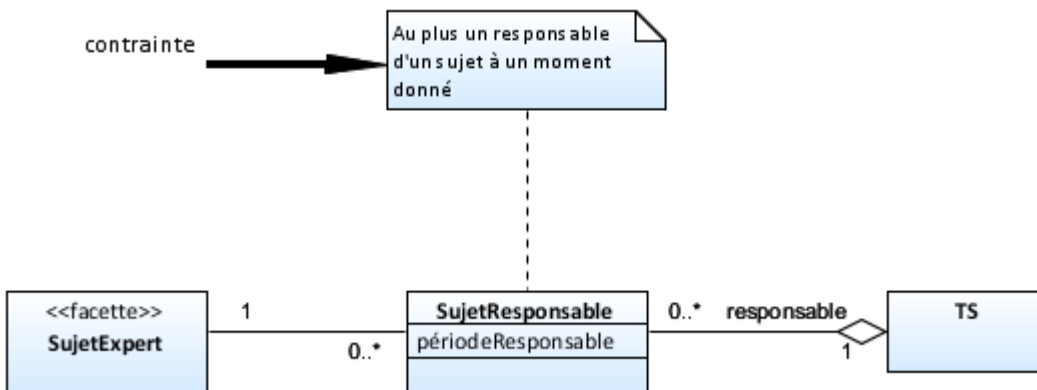 contrainte
Au plus un responsable
d'un sujet à un moment
donné
<<facette>>
SujetExpert
1
0..*
SujetResponsable
périodeResponsable
0..*
responsable
1
TS